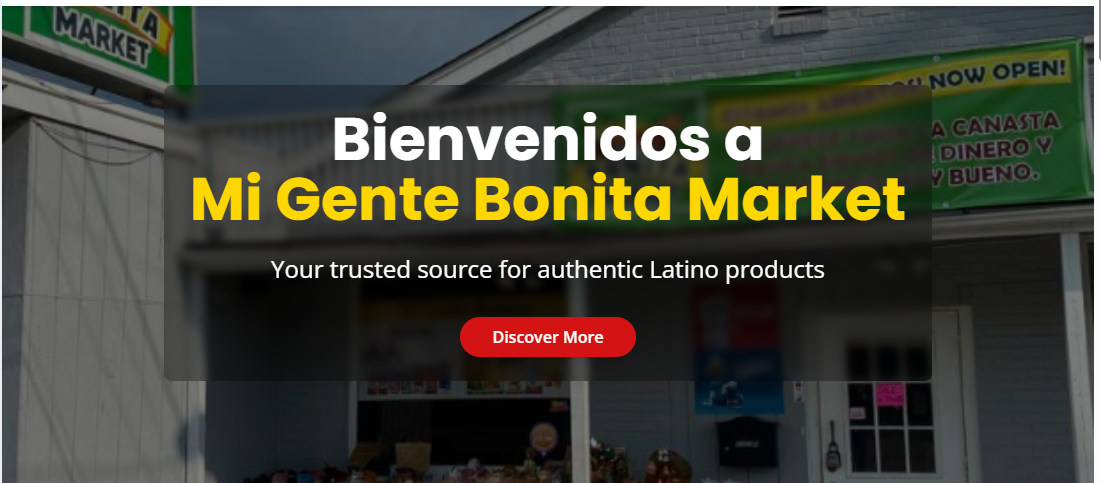 MARKET
NOW OPEN!
A CANASTA
DINERO Y
Y BUENO.
Bienvenidos a
Mi Gente Bonita Market
Your trusted source for authentic Latino products
Discover More